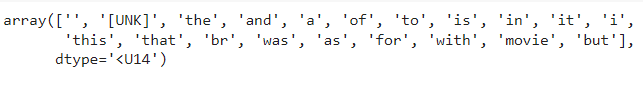 array(['', '[UNK]', 'the', 'and', 'a', 'of', 'to', 'is', 'in', 'it', 'i',
'this', 'that', 'br', 'was', 'as', 'for', 'with', 'movie', 'but'],
dtype='<U14')